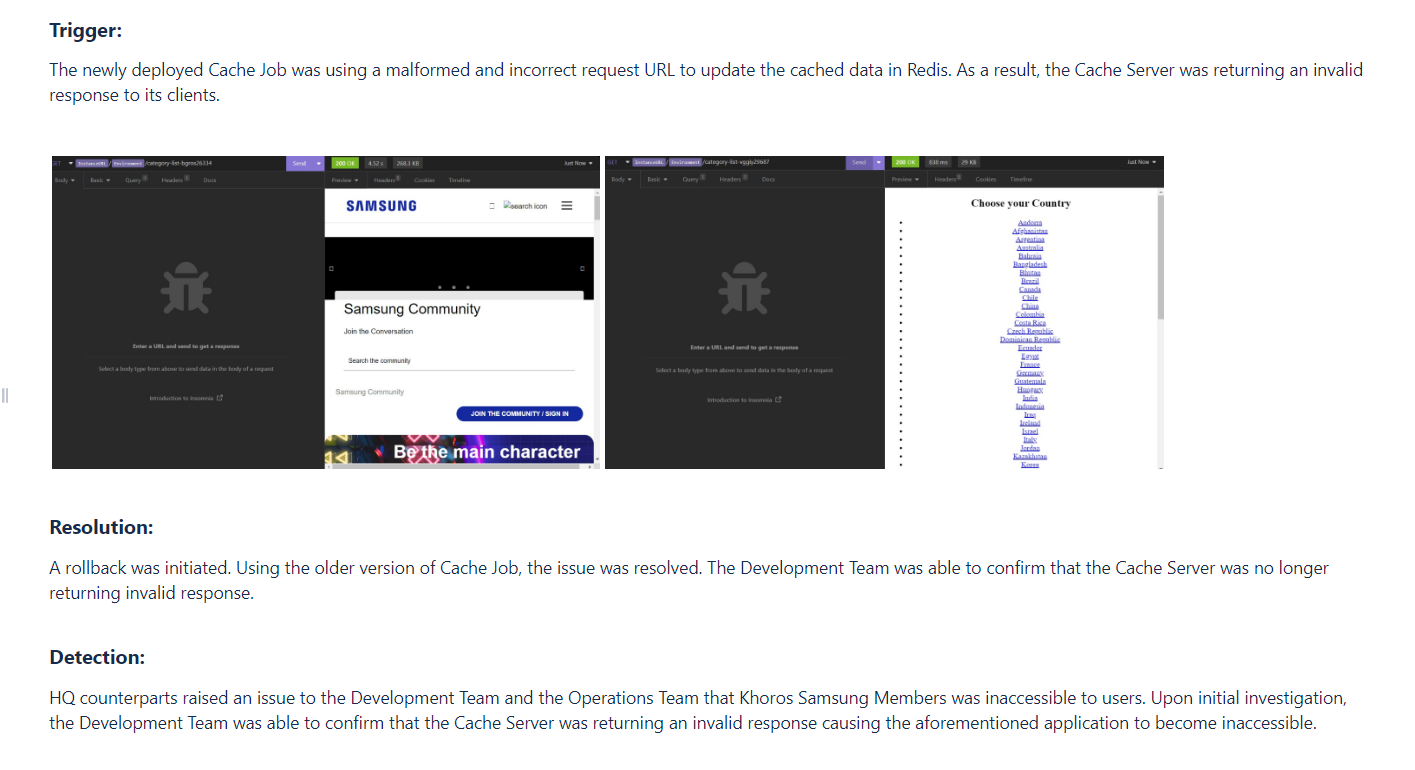 Trigger:
The newly deployed Cache Job was using a malformed and incorrect request URL to update the cached data in Redis. As a result, the Cache Server was returning an invalid
response to its clients.
GET InstanceURL / Environment /category-list-bgros26334 Send 200 OK 4.52 s 268.3 KB Just Now
Body Basic Query Headers Docs Preview Headers Cookies Timeline
SAMSUNG search icon
Samsung Community
Join the Conversation
Search the community
Samsung Community
JOIN THE COMMUNITY / SIGN IN
Be the main character
Enter a URL and send to get a response
Select a body type from above to send data in the body of a request
Introduction to Insomnia
GET InstanceURL / Environment Send 200 OK 830 ms 29 KB Just Now
Body Basic Query Headers Docs Preview Headers Cookies Timeline
Enter a URL and send to get a response
Select a body type from above to send data in the body of a request
Introduction to Insomnia
Choose your Country
Andorra
Afghanistan
Argentina
Australia
Bahrain
Bangladesh
Bhutan
Brazil
Canada
Chile
China
Colombia
Costa Rica
Czech Republic
Dominican Republic
Ecuador
Egypt
France
Germany
Guatemala
Hungary
India
Indonesia
Iraq
Ireland
Israel
Italy
Jordan
Kazakhstan
Korea
Resolution:
A rollback was initiated. Using the older version of Cache Job, the issue was resolved. The Development Team was able to confirm that the Cache Server was no longer
returning invalid response.
Detection:
HQ counterparts raised an issue to the Development Team and the Operations Team that Khoros Samsung Members was inaccessible to users. Upon initial investigation,
the Development Team was able to confirm that the Cache Server was returning an invalid response causing the aforementioned application to become inaccessible.